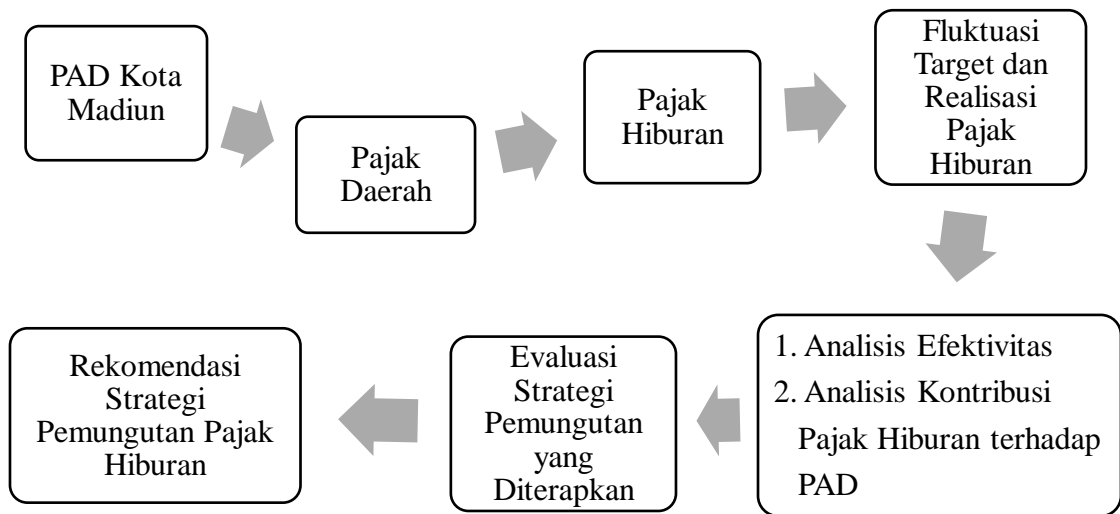 PAD Kota
Madiun
Pajak
Daerah
Pajak
Hiburan
Fluktuasi
Target dan
Realisasi
Pajak
Hiburan
1. Analisis Efektivitas
2. Analisis Kontribusi
Pajak Hiburan terhadap
PAD
Evaluasi
Strategi
Pemungutan
yang
Diterapkan
Rekomendasi
Strategi
Pemungutan Pajak
Hiburan